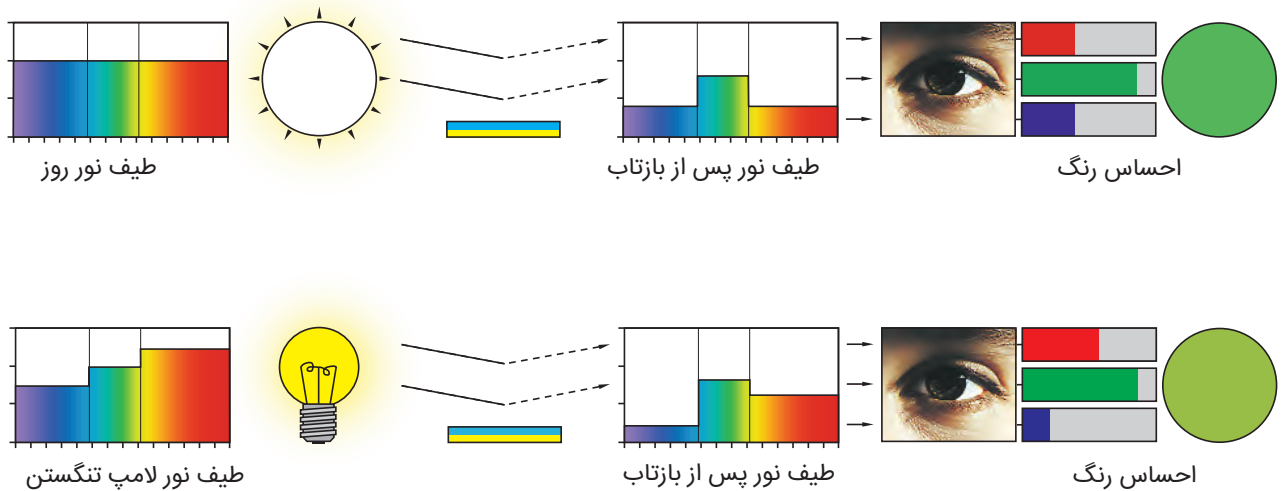 احساس رنگ
طیف نور پس از بازتاب
طیف نور روز
احساس رنگ
طیف نور پس از بازتاب
طیف نور لامپ تنگستن